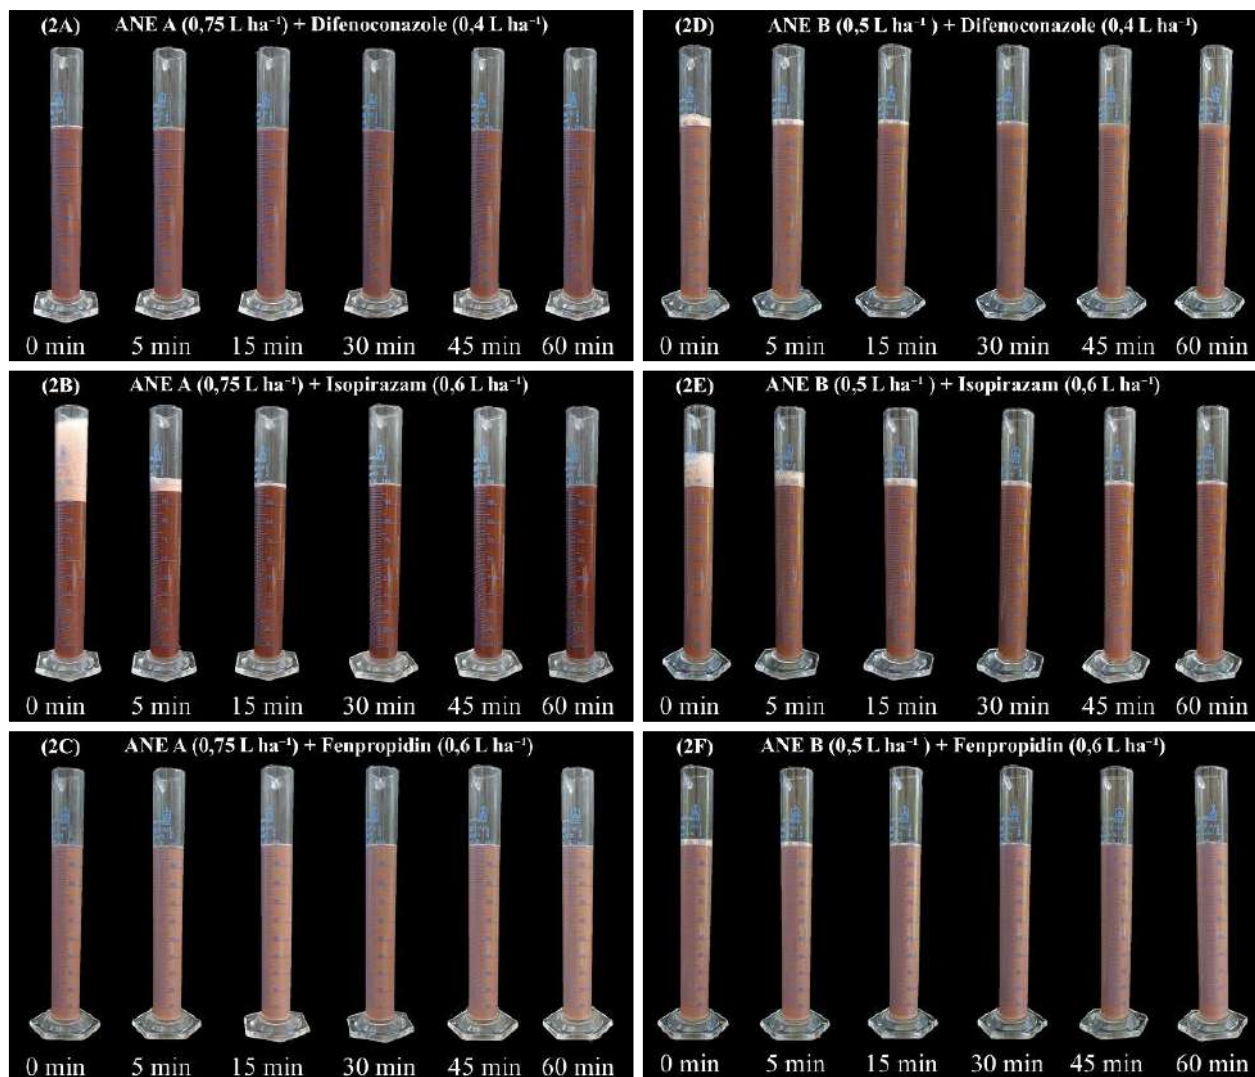 (2A) ANE A (0,75 L ha⁻¹) + Difenoconazole (0,4 L ha⁻¹)
0 min 5 min 15 min 30 min 45 min 60 min
(2D) ANE B (0,5 L ha⁻¹ ) + Difenoconazole (0,4 L ha⁻¹)
0 min 5 min 15 min 30 min 45 min 60 min
(2B) ANE A (0,75 L ha⁻¹) + Isopirazam (0,6 L ha⁻¹)
0 min 5 min 15 min 30 min 45 min 60 min
(2E) ANE B (0,5 L ha⁻¹ ) + Isopirazam (0,6 L ha⁻¹)
0 min 5 min 15 min 30 min 45 min 60 min
(2C) ANE A (0,75 L ha⁻¹) + Fenpropidin (0,6 L ha⁻¹)
0 min 5 min 15 min 30 min 45 min 60 min
(2F) ANE B (0,5 L ha⁻¹ ) + Fenpropidin (0,6 L ha⁻¹)
0 min 5 min 15 min 30 min 45 min 60 min